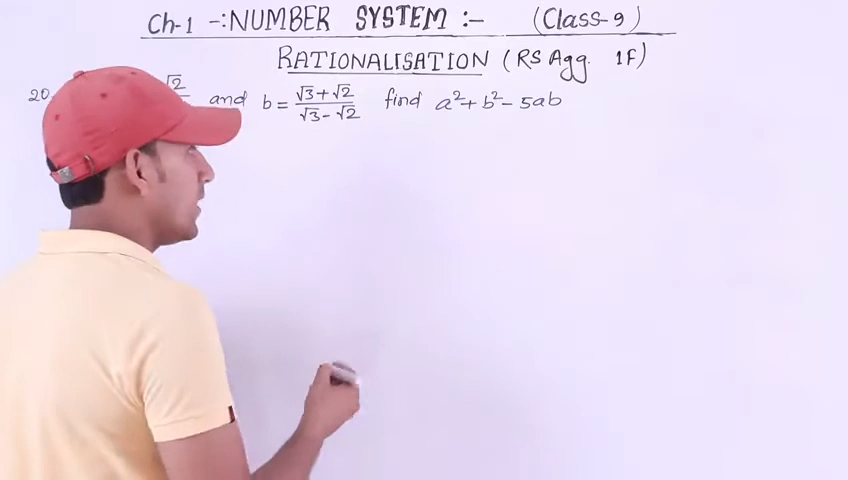 Ch-1 -: NUMBER SYSTEM :- (Class-9)
RATIONALISATION (RS Agg. 1F)
20. √2 and b = (√3+√2)/(√3-√2) find a²+b²-5ab